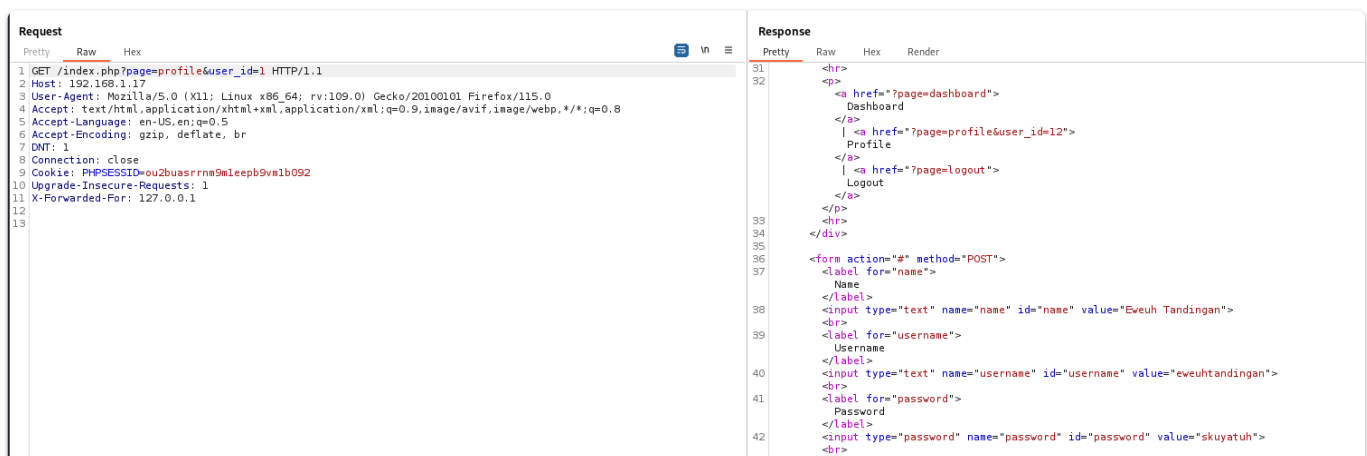 Request
Pretty Raw Hex \n
1 GET /index.php?page=profile&user_id=1 HTTP/1.1
2 Host: 192.168.1.17
3 User-Agent: Mozilla/5.0 (X11; Linux x86_64; rv:109.0) Gecko/20100101 Firefox/115.0
4 Accept: text/html,application/xhtml+xml,application/xml;q=0.9,image/avif,image/webp,*/*;q=0.8
5 Accept-Language: en-US,en;q=0.5
6 Accept-Encoding: gzip, deflate, br
7 DNT: 1
8 Connection: close
9 Cookie: PHPSESSID=ou2buasrrnm9m1eepb9vm1b092
10 Upgrade-Insecure-Requests: 1
11 X-Forwarded-For: 127.0.0.1
12
13
Response
Pretty Raw Hex Render
31 <hr>
32 <p>
<a href="?page=dashboard">
Dashboard
</a>
| <a href="?page=profile&user_id=12">
Profile
</a>
| <a href="?page=logout">
Logout
</a>
</p>
33 <hr>
34 </div>
35
36 <form action="#" method="POST">
37 <label for="name">
Name
</label>
38 <input type="text" name="name" id="name" value="Eweuh Tandingan">
<br>
39 <label for="username">
Username
</label>
40 <input type="text" name="username" id="username" value="eweuhtandingan">
<br>
41 <label for="password">
Password
</label>
42 <input type="password" name="password" id="password" value="skuyatuh">
<br>